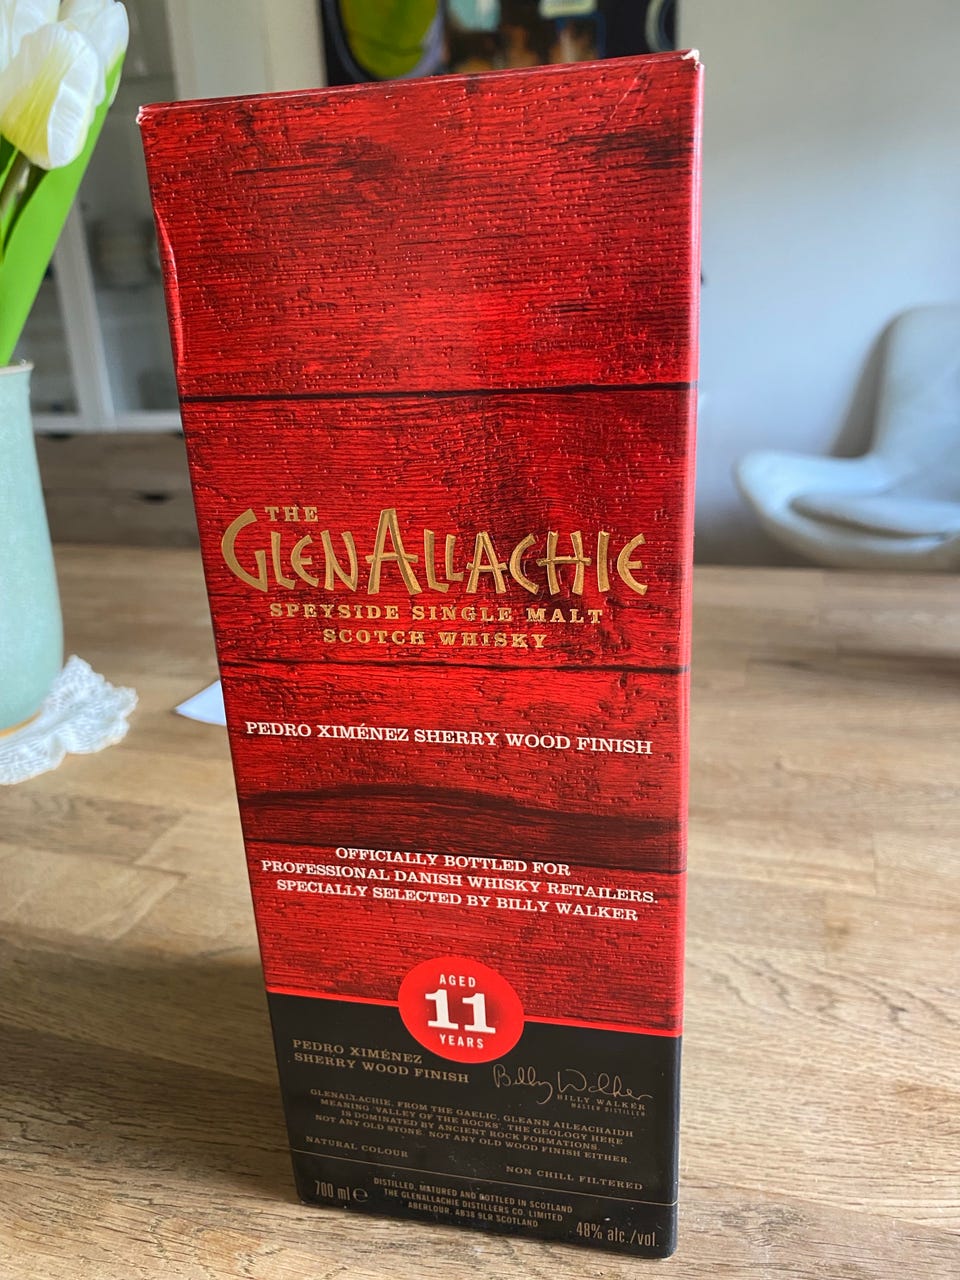 THE
GLENALLACHIE
SPEYSIDE SINGLE MALT
SCOTCH WHISKY
PEDRO XIMÉNEZ SHERRY WOOD FINISH
OFFICIALLY BOTTLED FOR
PROFESSIONAL DANISH WHISKY RETAILERS.
SPECIALLY SELECTED BY BILLY WALKER
AGED
11
YEARS
PEDRO XIMÉNEZ
SHERRY WOOD FINISH
Billy Walker
BILLY WALKER
MASTER DISTILLER
GLENALLACHIE, FROM THE GAELIC, GLEANN AILEACHAIDH
MEANING 'VALLEY OF THE ROCKS'. THE GEOLOGY HERE
IS DOMINATED BY ANCIENT ROCK FORMATIONS.
NOT ANY OLD STONE. NOT ANY OLD WOOD FINISH EITHER.
NATURAL COLOUR
NON CHILL FILTERED
700 ml ℮
DISTILLED, MATURED AND BOTTLED IN SCOTLAND
THE GLENALLACHIE DISTILLERS CO. LIMITED
ABERLOUR, AB38 9LR SCOTLAND
48% alc./vol.